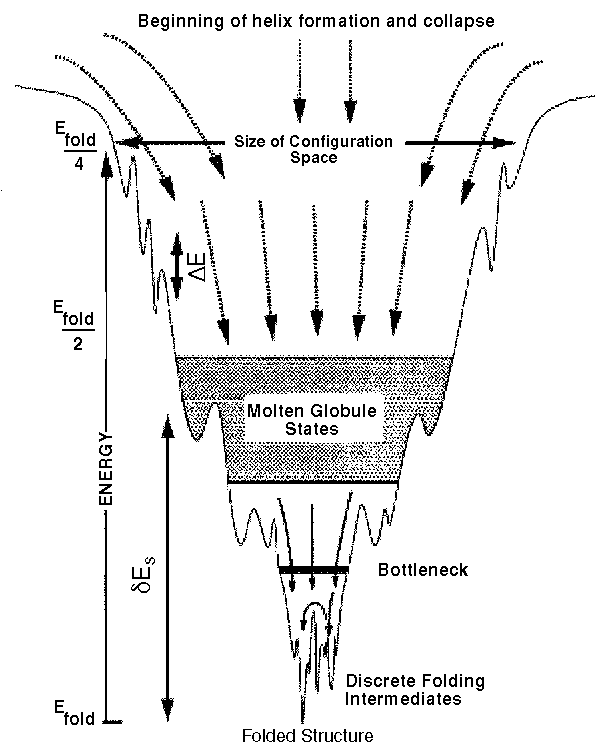 Beginning of helix formation and collapse
E fold
4
Size of Configuration
Space
ΔE
E fold
2
Molten Globule
States
ENERGY
δEs
Bottleneck
Discrete Folding
Intermediates
E fold
Folded Structure